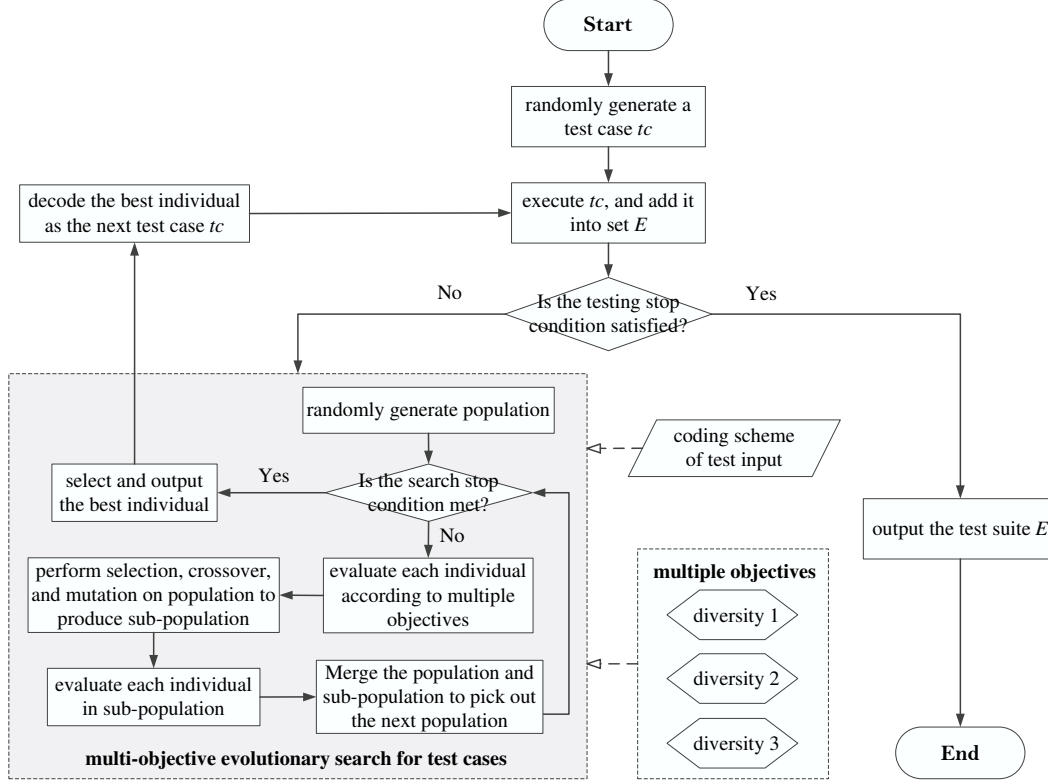 Start
randomly generate a
test case tc
decode the best individual
as the next test case tc
execute tc, and add it
into set E
No
Is the testing stop
condition satisfied?
Yes
randomly generate population
coding scheme
of test input
select and output
the best individual
Yes
Is the search stop
condition met?
No
output the test suite E
perform selection, crossover,
and mutation on population to
produce sub-population
evaluate each individual
according to multiple
objectives
multiple objectives
diversity 1
diversity 2
diversity 3
evaluate each individual
in sub-population
Merge the population and
sub-population to pick out
the next population
multi-objective evolutionary search for test cases
End